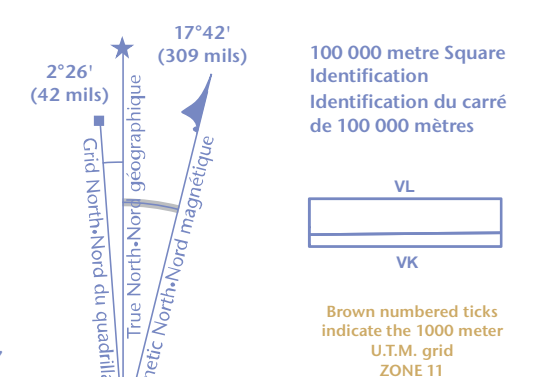 17°42'
(309 mils)
2°26'
(42 mils)
Grid North•Nord du quadrilla
True North•Nord géographique
netic North•Nord magnétique
100 000 metre Square
Identification
Identification du carré
de 100 000 mètres
VL
VK
Brown numbered ticks
indicate the 1000 meter
U.T.M. grid
ZONE 11